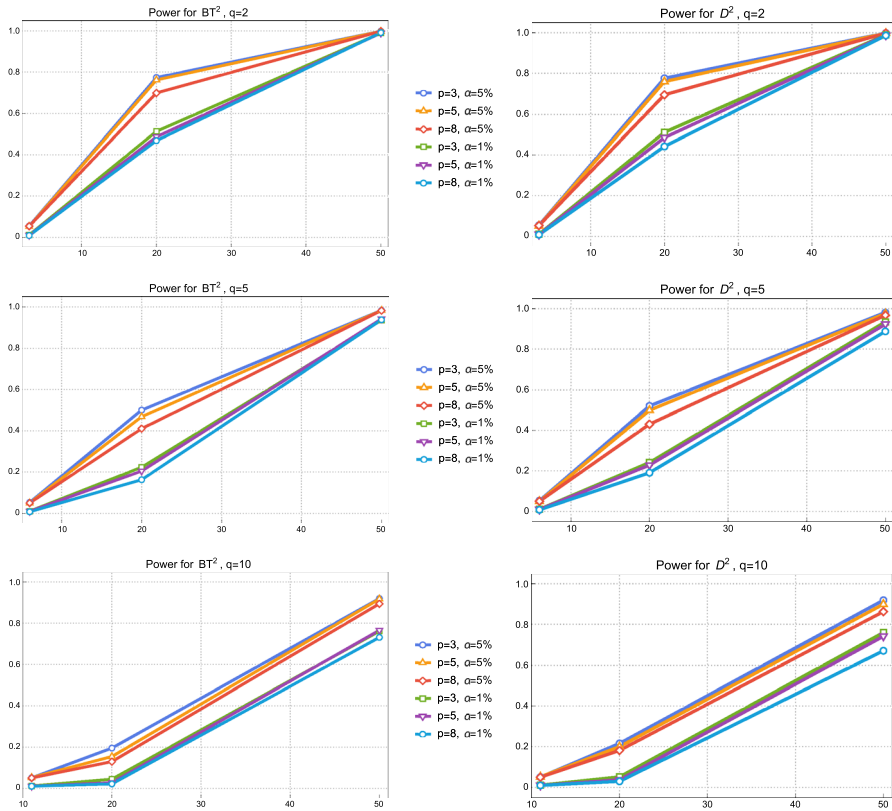 Power for BT², q=2
1.0
0.8
0.6
0.4
0.2
0
10 20 30 40 50
p=3, α=5%
p=5, α=5%
p=8, α=5%
p=3, α=1%
p=5, α=1%
p=8, α=1%
Power for D², q=2
1.0
0.8
0.6
0.4
0.2
0
10 20 30 40 50
Power for BT², q=5
1.0
0.8
0.6
0.4
0.2
0
10 20 30 40 50
p=3, α=5%
p=5, α=5%
p=8, α=5%
p=3, α=1%
p=5, α=1%
p=8, α=1%
Power for D², q=5
1.0
0.8
0.6
0.4
0.2
0
10 20 30 40 50
Power for BT², q=10
1.0
0.8
0.6
0.4
0.2
0
10 20 30 40 50
p=3, α=5%
p=5, α=5%
p=8, α=5%
p=3, α=1%
p=5, α=1%
p=8, α=1%
Power for D², q=10
1.0
0.8
0.6
0.4
0.2
0
10 20 30 40 50